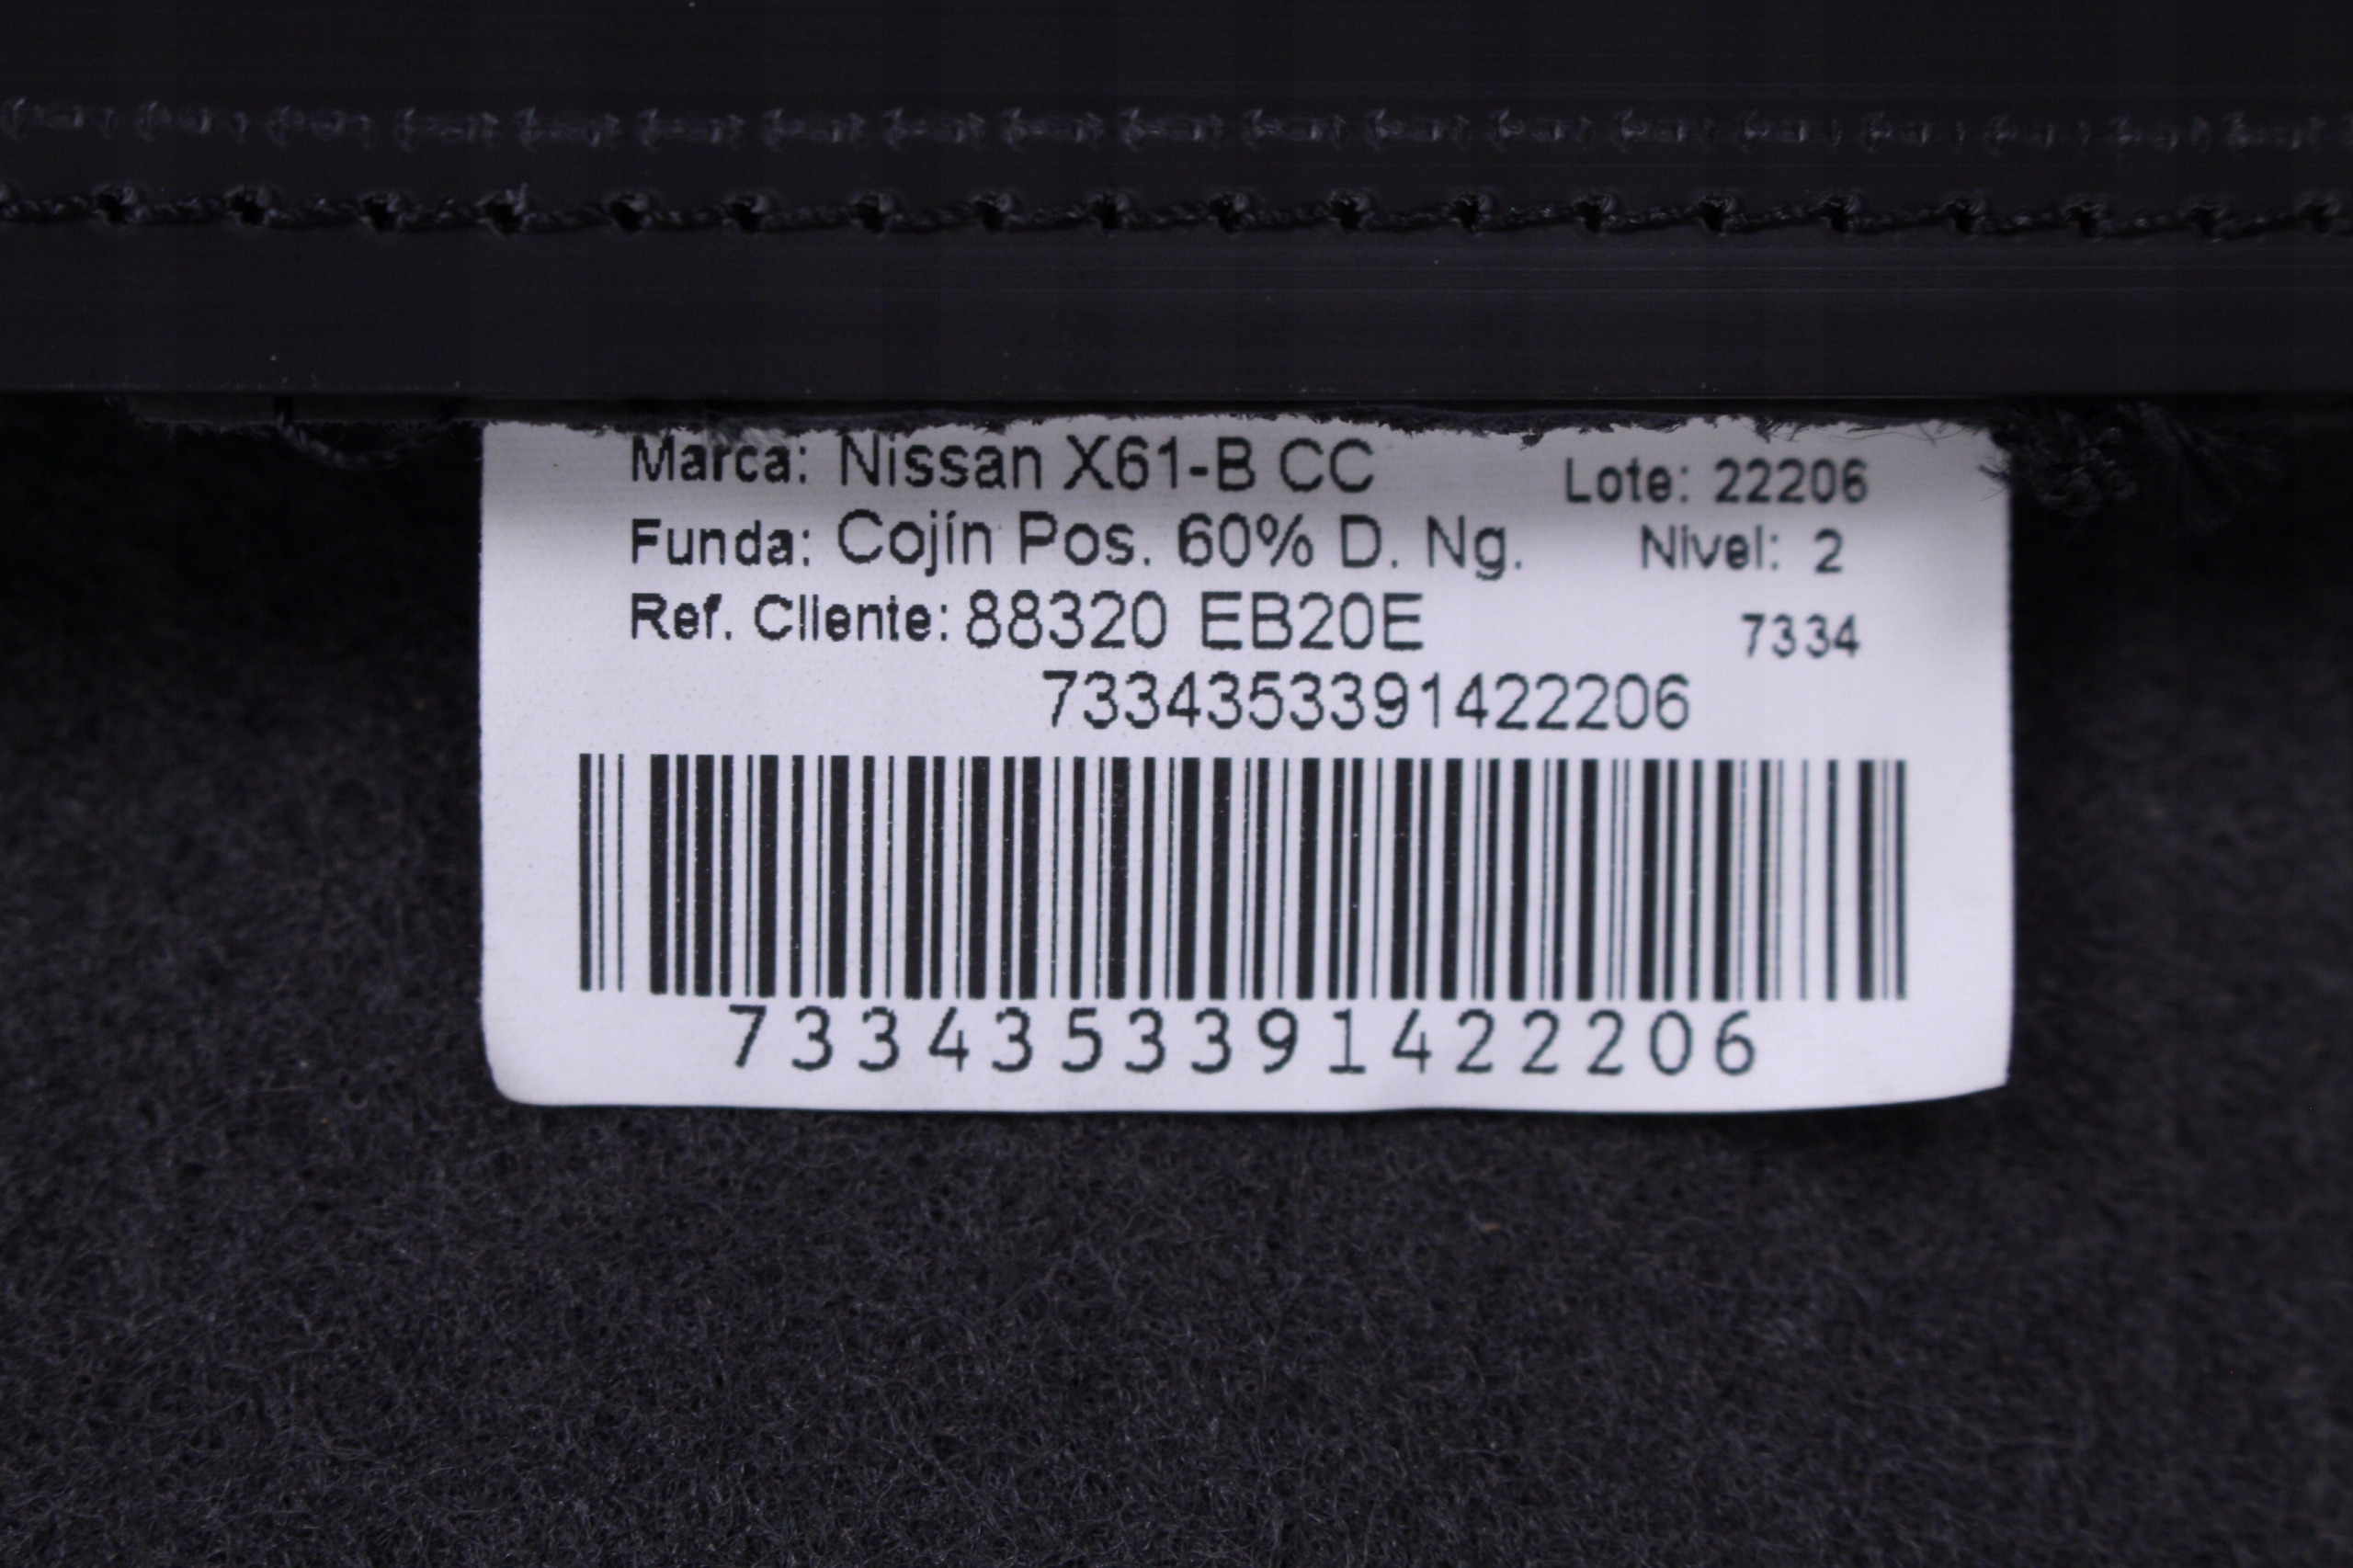 Marca: Nissan X61-B CC Lote: 22206
Funda: Cojín Pos. 60% D. Ng. Nivel: 2
Ref. Cliente: 88320 EB20E 7334
7334353391422206
7334353391422206